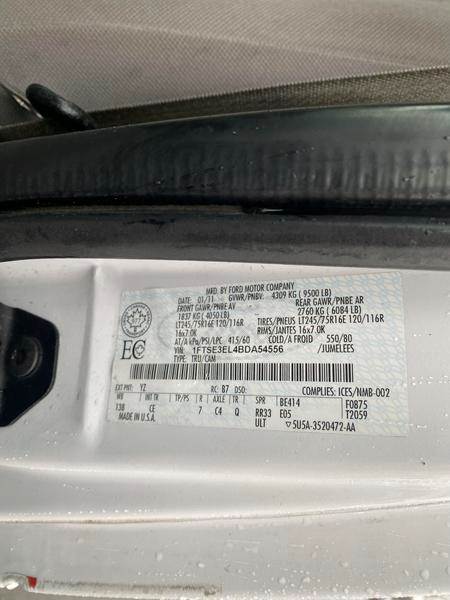 MFD. BY FORD MOTOR COMPANY
DATE: 01/11 GVWR/PNBV: 4309 KG ( 9500 LB)
FRONT GAWR/PNBE AV REAR GAWR/PNBE AR
1837 KG ( 4050 LB) 2760 KG ( 6084 LB)
LT245/75R16E 120/116R TIRES/PNEUS LT245/75R16E 120/116R
16x7.0K RIMS/JANTES 16x7.0K
AT/A kPa/PSI/LPC 415/60 COLD/A FROID 550/80
VIN: 1FTSE3EL4BDA54556 /JUMELEES
TYPE: TRU/CAM
EC
EXT PNT: YZ RC: B7 DSO: COMPLIES: ICES/NMB-002
WB INT TR TP/PS R AXLE TR SPR BE414 F0875
138 CE 7 C4 Q RR33 E05 T2059
MADE IN U.S.A. ULT 5U5A-3520472-AA